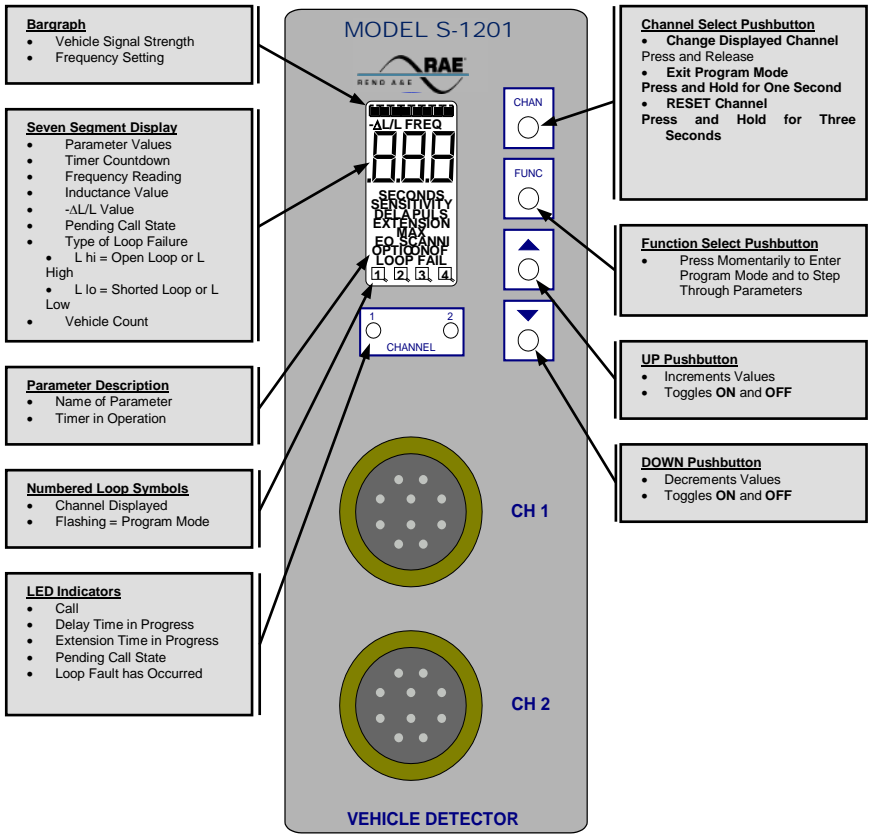 Bargraph
• Vehicle Signal Strength
• Frequency Setting
Seven Segment Display
• Parameter Values
• Timer Countdown
• Frequency Reading
• Inductance Value
• -ΔL/L Value
• Pending Call State
• Type of Loop Failure
• L hi = Open Loop or L
High
• L lo = Shorted Loop or L
Low
• Vehicle Count
Parameter Description
• Name of Parameter
• Timer in Operation
Numbered Loop Symbols
• Channel Displayed
• Flashing = Program Mode
LED Indicators
• Call
• Delay Time in Progress
• Extension Time in Progress
• Pending Call State
• Loop Fault has Occurred
MODEL S-1201
RAE
REND A&E
-ΔL/L FREQ
.8.8.8
SECONDS
SENSITIVITY
DELAPULS
EXTENSION
MAX
EO SCANNI
OPTIONOF
LOOP FAIL
1 2 3 4
1 2
CHANNEL
CHAN
FUNC
CH 1
CH 2
VEHICLE DETECTOR
Channel Select Pushbutton
• Change Displayed Channel
Press and Release
• Exit Program Mode
Press and Hold for One Second
• RESET Channel
Press and Hold for Three
Seconds
Function Select Pushbutton
• Press Momentarily to Enter
Program Mode and to Step
Through Parameters
UP Pushbutton
• Increments Values
• Toggles ON and OFF
DOWN Pushbutton
• Decrements Values
• Toggles ON and OFF